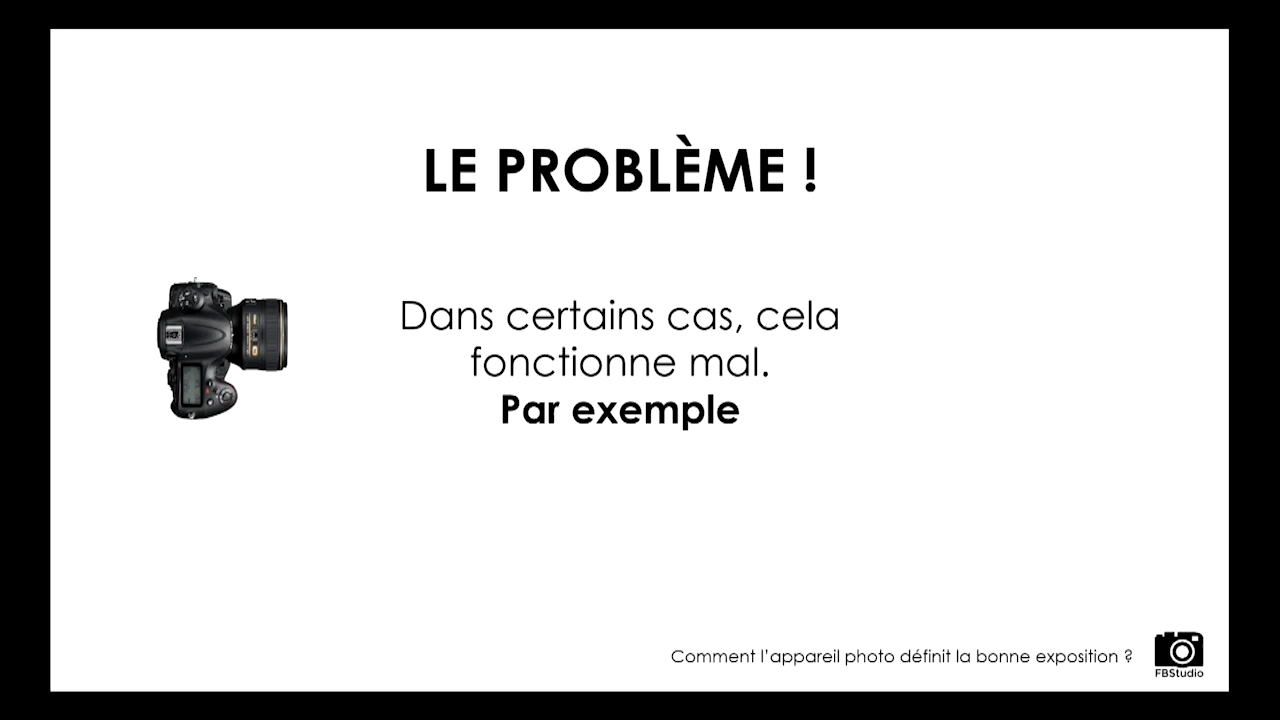 LE PROBLÈME !
Dans certains cas, cela
fonctionne mal.
Par exemple
Comment l'appareil photo définit la bonne exposition ?
FBStudio